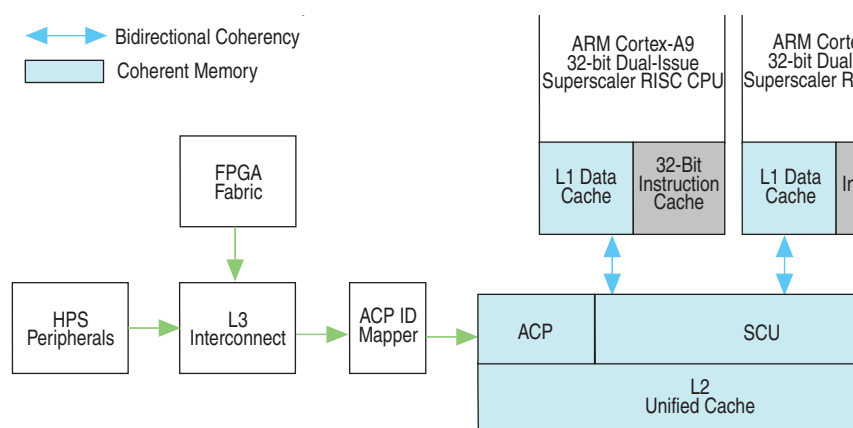 Bidirectional Coherency
Coherent Memory
ARM Cortex-A9
32-bit Dual-Issue
Superscaler RISC CPU
ARM
32-bit
Superscaler
FPGA
Fabric
L1 Data
Cache
32-Bit
Instruction
Cache
L1 Data
Cache
HPS
Peripherals
L3
Interconnect
ACP ID
Mapper
ACP
SCU
L2
Unified Cache